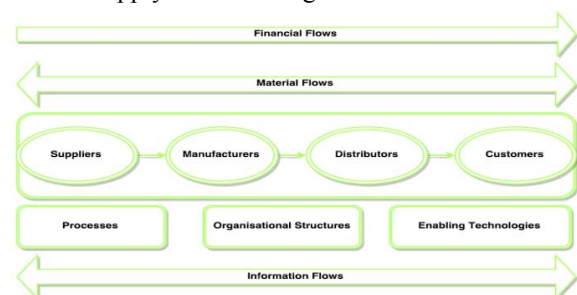 Financial Flows
Material Flows
Suppliers Manufacturers Distributors Customers
Processes Organisational Structures Enabling Technologies
Information Flows